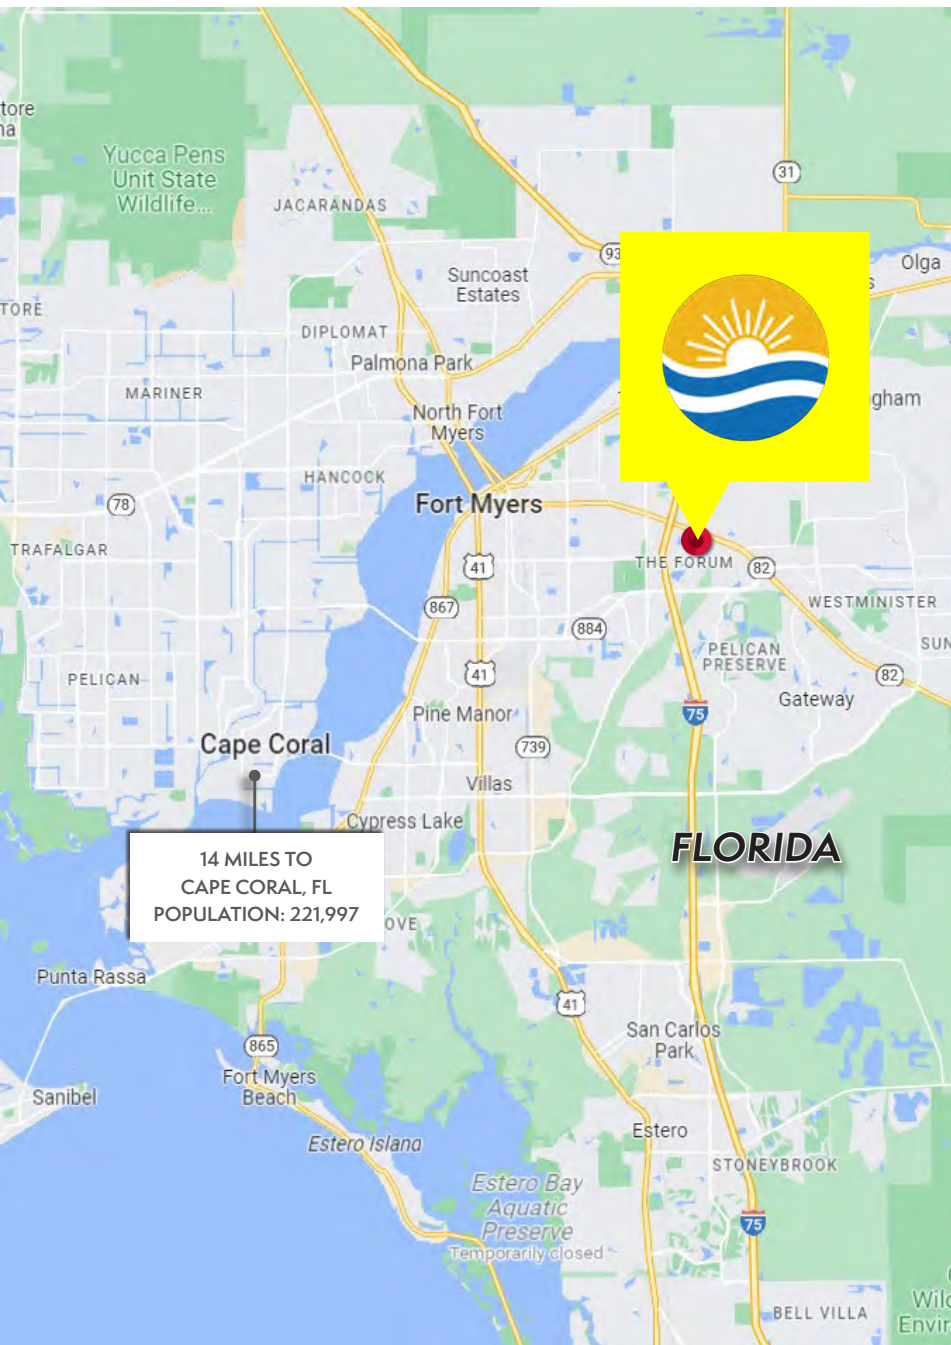 tore
na
Yucca Pens
Unit State
Wildlife...
31
JACARANDAS
93
Olga
Suncoast
Estates
s
TORE
DIPLOMAT
Palmona Park
MARINER
gham
North Fort
Myers
HANCOCK
78
Fort Myers
TRAFALGAR
41
THE FORUM
82
867
WESTMINISTER
884
SUN
PELICAN
PRESERVE
PELICAN
41
82
Gateway
75
Pine Manor
Cape Coral
739
Villas
Cypress Lake
FLORIDA
14 MILES TO
CAPE CORAL, FL
POPULATION: 221,997
OVE
Punta Rassa
41
San Carlos
Park
865
Fort Myers
Beach
Sanibel
Estero Island
Estero
STONEYBROOK
Estero Bay
Aquatic
Preserve
Temporarily closed
75
BELL VILLA
Wild
Envir